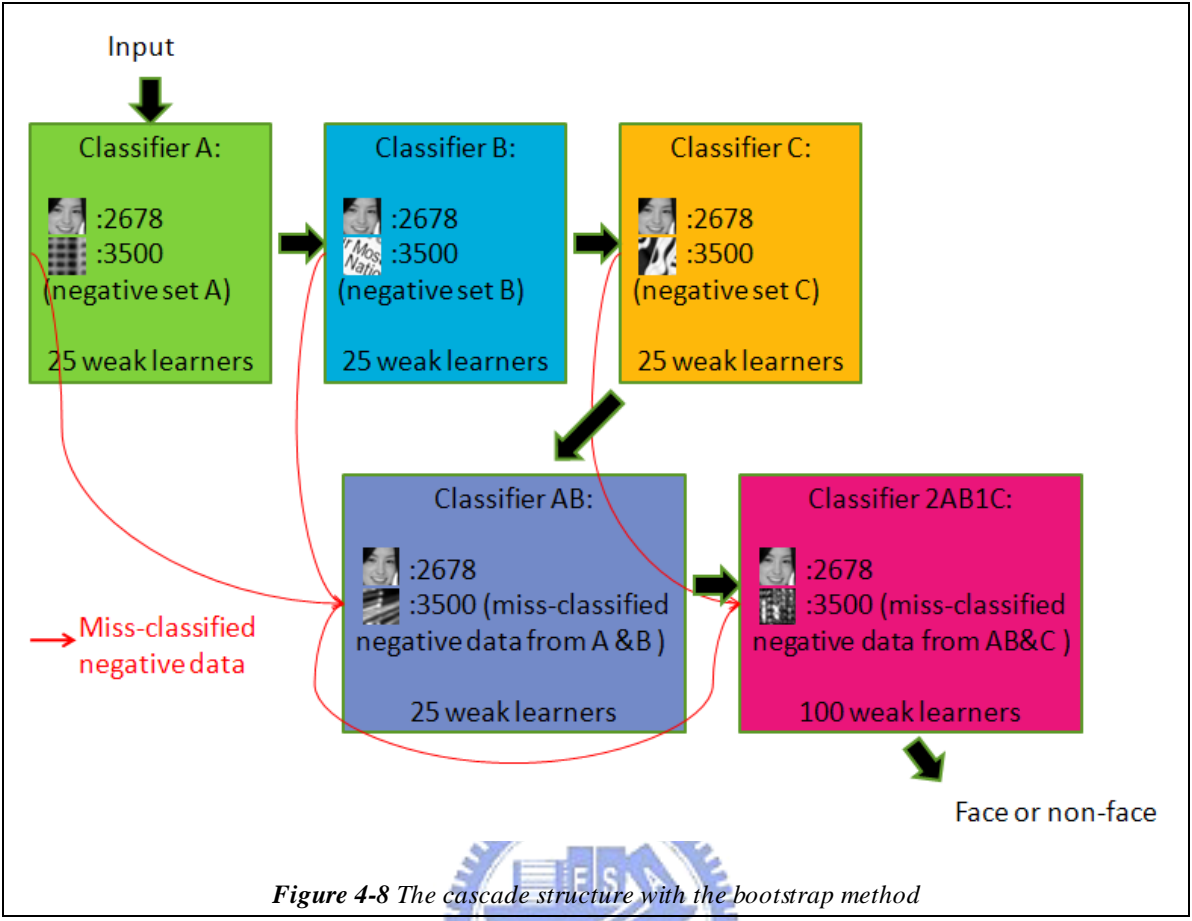 Input
Classifier A:
:2678
:3500
(negative set A)
25 weak learners
Classifier B:
:2678
r Mos
Natio
:3500
(negative set B)
25 weak learners
Classifier C:
:2678
:3500
(negative set C)
25 weak learners
Classifier AB:
:2678
:3500 (miss-classified
negative data from A &B )
25 weak learners
Classifier 2AB1C:
:2678
:3500 (miss-classified
negative data from AB&C )
100 weak learners
Miss-classified
negative data
Face or non-face
ESA
Figure 4-8 The cascade structure with the bootstrap method